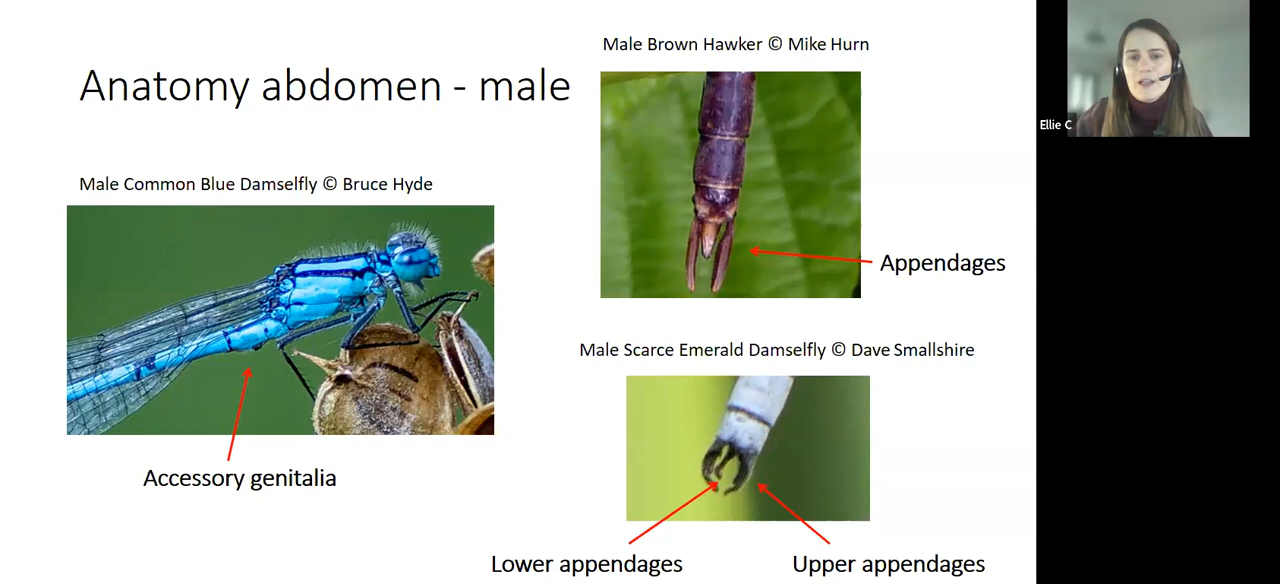 Anatomy abdomen - male
Male Common Blue Damselfly © Bruce Hyde
Accessory genitalia
Male Brown Hawker © Mike Hurn
Appendages
Male Scarce Emerald Damselfly © Dave Smallshire
Lower appendages
Upper appendages
Ellie C